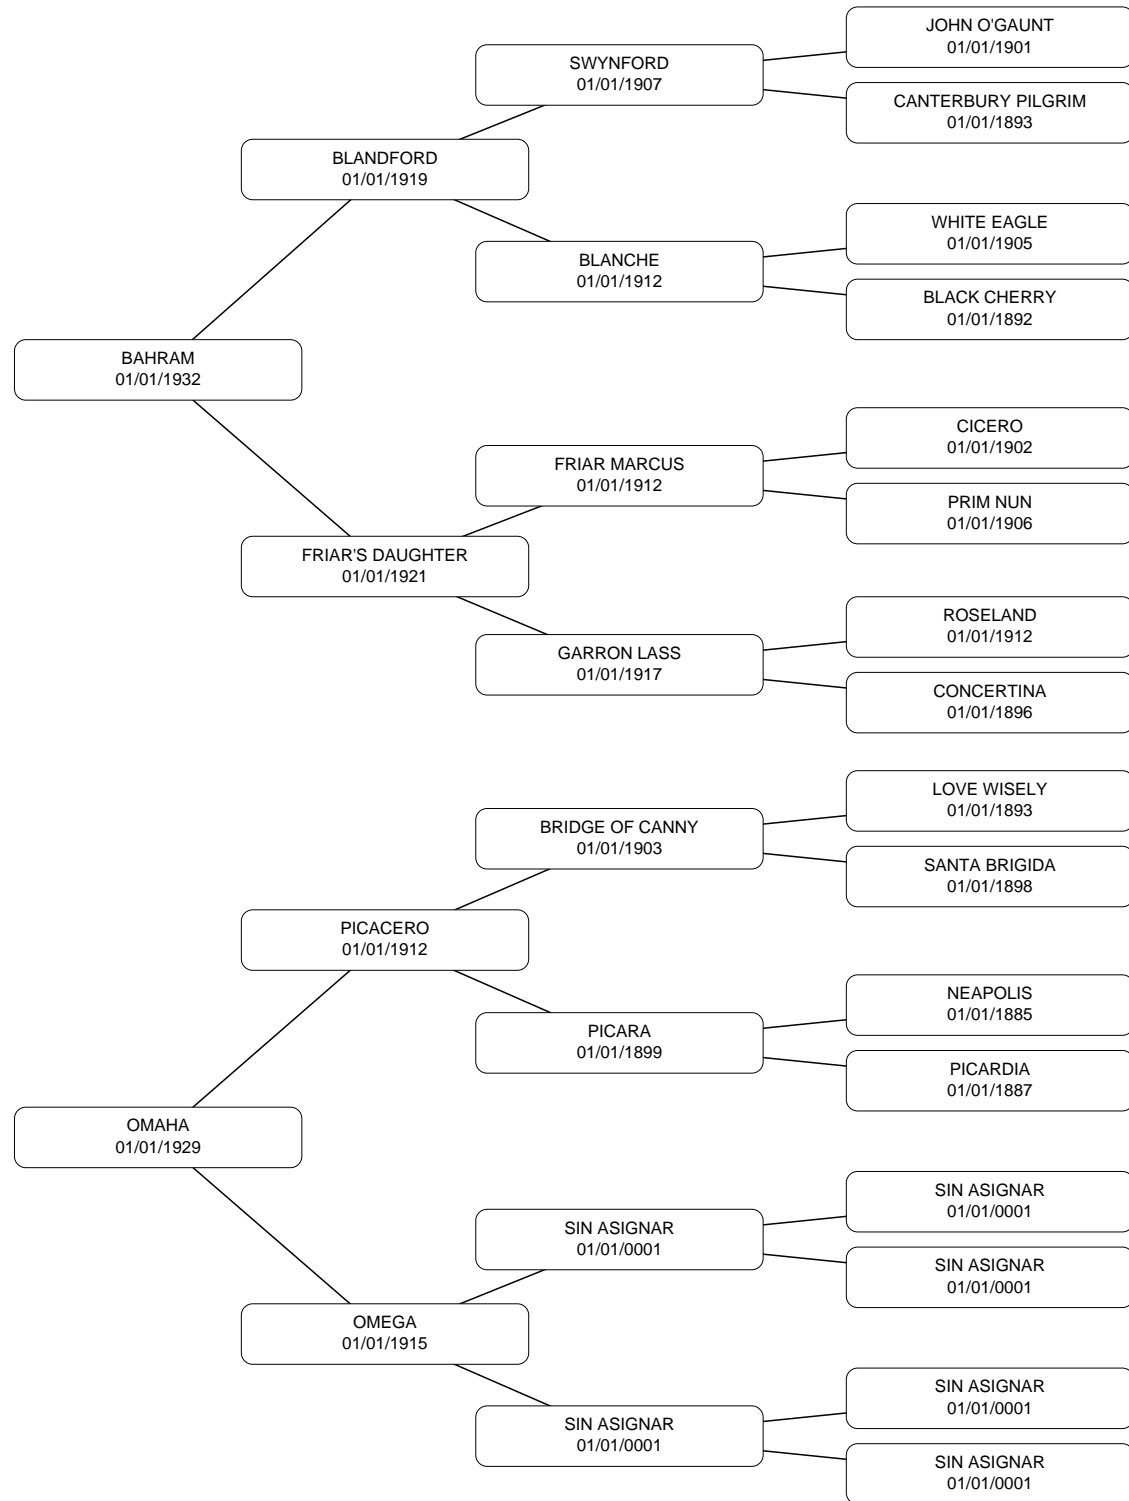 JOHN O'GAUNT
01/01/1901
SWYNFORD
01/01/1907
CANTERBURY PILGRIM
01/01/1893
BLANDFORD
01/01/1919
WHITE EAGLE
01/01/1905
BLANCHE
01/01/1912
BLACK CHERRY
01/01/1892
BAHRAM
01/01/1932
CICERO
01/01/1902
FRIAR MARCUS
01/01/1912
PRIM NUN
01/01/1906
FRIAR'S DAUGHTER
01/01/1921
ROSELAND
01/01/1912
GARRON LASS
01/01/1917
CONCERTINA
01/01/1896
LOVE WISELY
01/01/1893
BRIDGE OF CANNY
01/01/1903
SANTA BRIGIDA
01/01/1898
PICACERO
01/01/1912
NEAPOLIS
01/01/1885
PICARA
01/01/1899
PICARDIA
01/01/1887
OMAHA
01/01/1929
SIN ASIGNAR
01/01/0001
SIN ASIGNAR
01/01/0001
SIN ASIGNAR
01/01/0001
OMEGA
01/01/1915
SIN ASIGNAR
01/01/0001
SIN ASIGNAR
01/01/0001
SIN ASIGNAR
01/01/0001